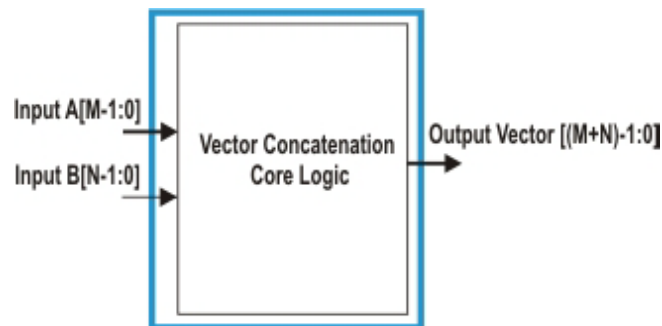 Input A[M-1:0]
Input B[N-1:0]
Vector Concatenation
Core Logic
Output Vector [(M+N)-1:0]